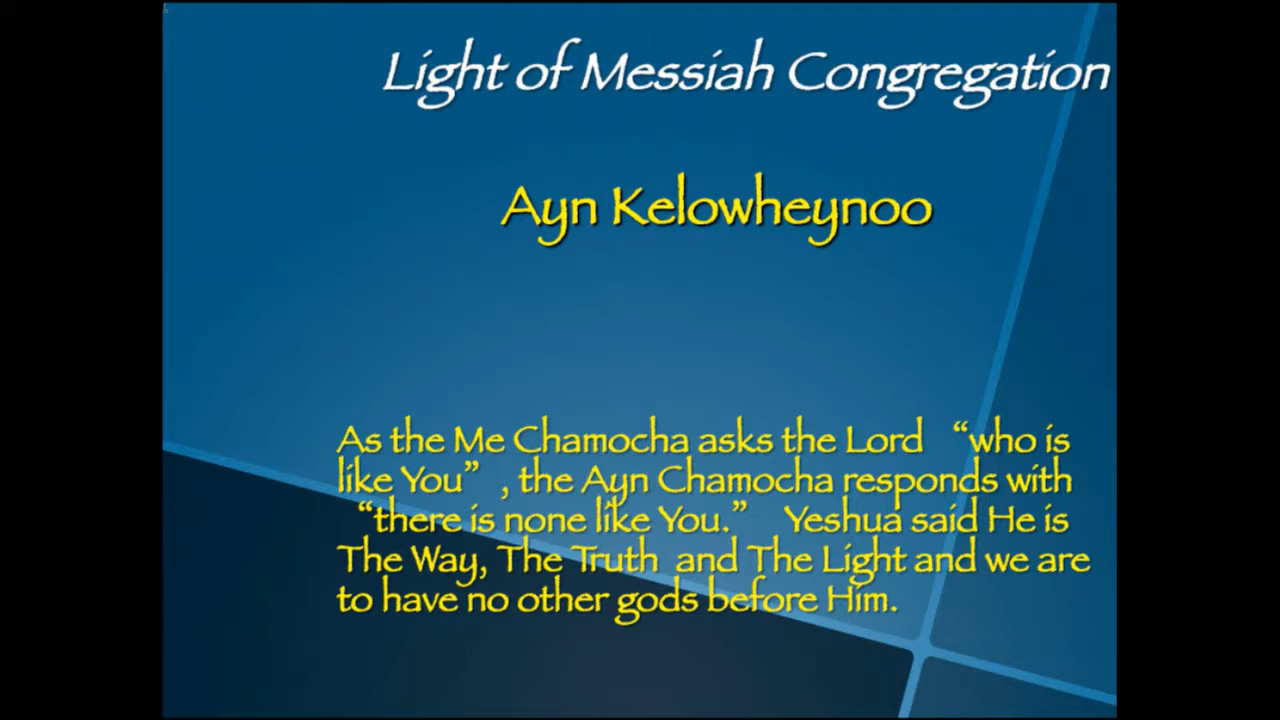 Light of Messiah Congregation
Ayn Kelowheynoo
As the Me Chamocha asks the Lord “who is
like You” , the Ayn Chamocha responds with
“there is none like You.” Yeshua said He is
The Way, The Truth and The Light and we are
to have no other gods before Him.